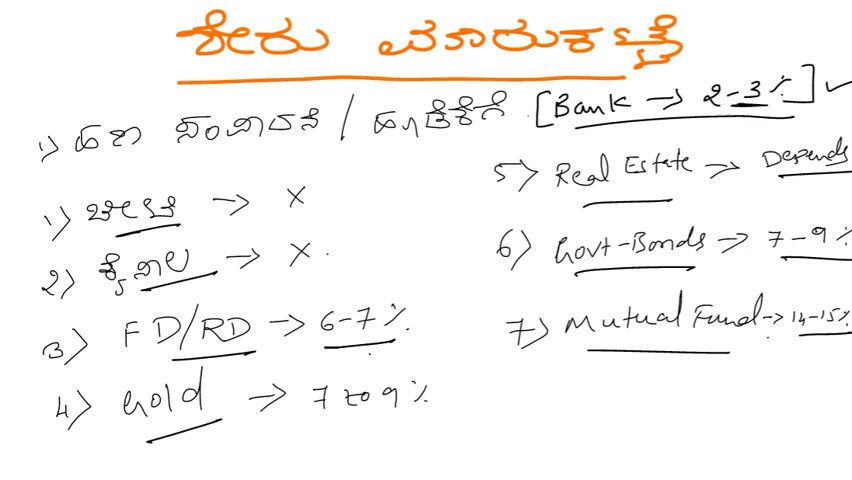 ಶೇರು ಮಾರುಕಟ್ಟೆ
1) ಹಣ ಸಂಪಾದನೆ / ಹೂಡಿಕೆಗೆ [Bank → 2-3%] ✓
1) → X
2) ಕೈ ಸಾಲ → X
3) FD/RD → 6-7%
4) Gold → 7 to 9%
5) Real Estate → Depends
6) Govt-Bonds → 7-9%
7) Mutual Fund → 14-15%